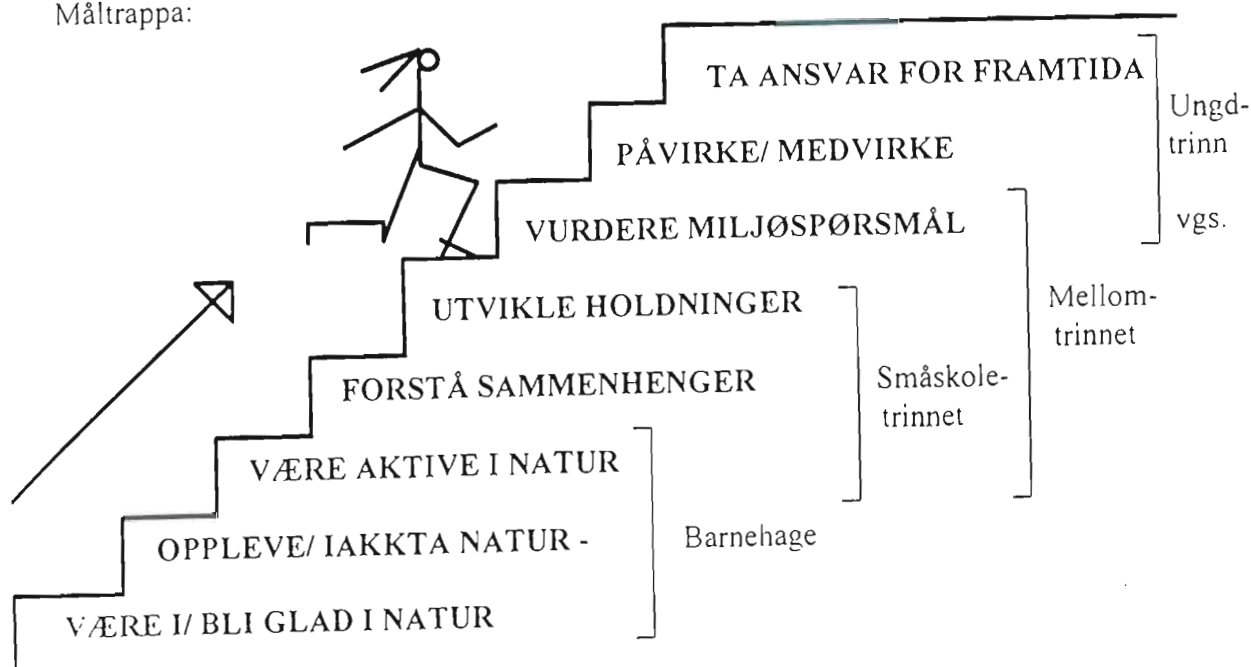 Måltrappa:
TA ANSVAR FOR FRAMTIDA
PÅVIRKE/ MEDVIRKE
VURDERE MILJØSPØRSMÅL
UTVIKLE HOLDNINGER
FORSTÅ SAMMENHENGER
VÆRE AKTIVE I NATUR
OPPLEVE/ IAKKTA NATUR -
VÆRE I/ BLI GLAD I NATUR
Ungd-
trinn
vgs.
Mellom-
trinnet
Småskole-
trinnet
Barnehage